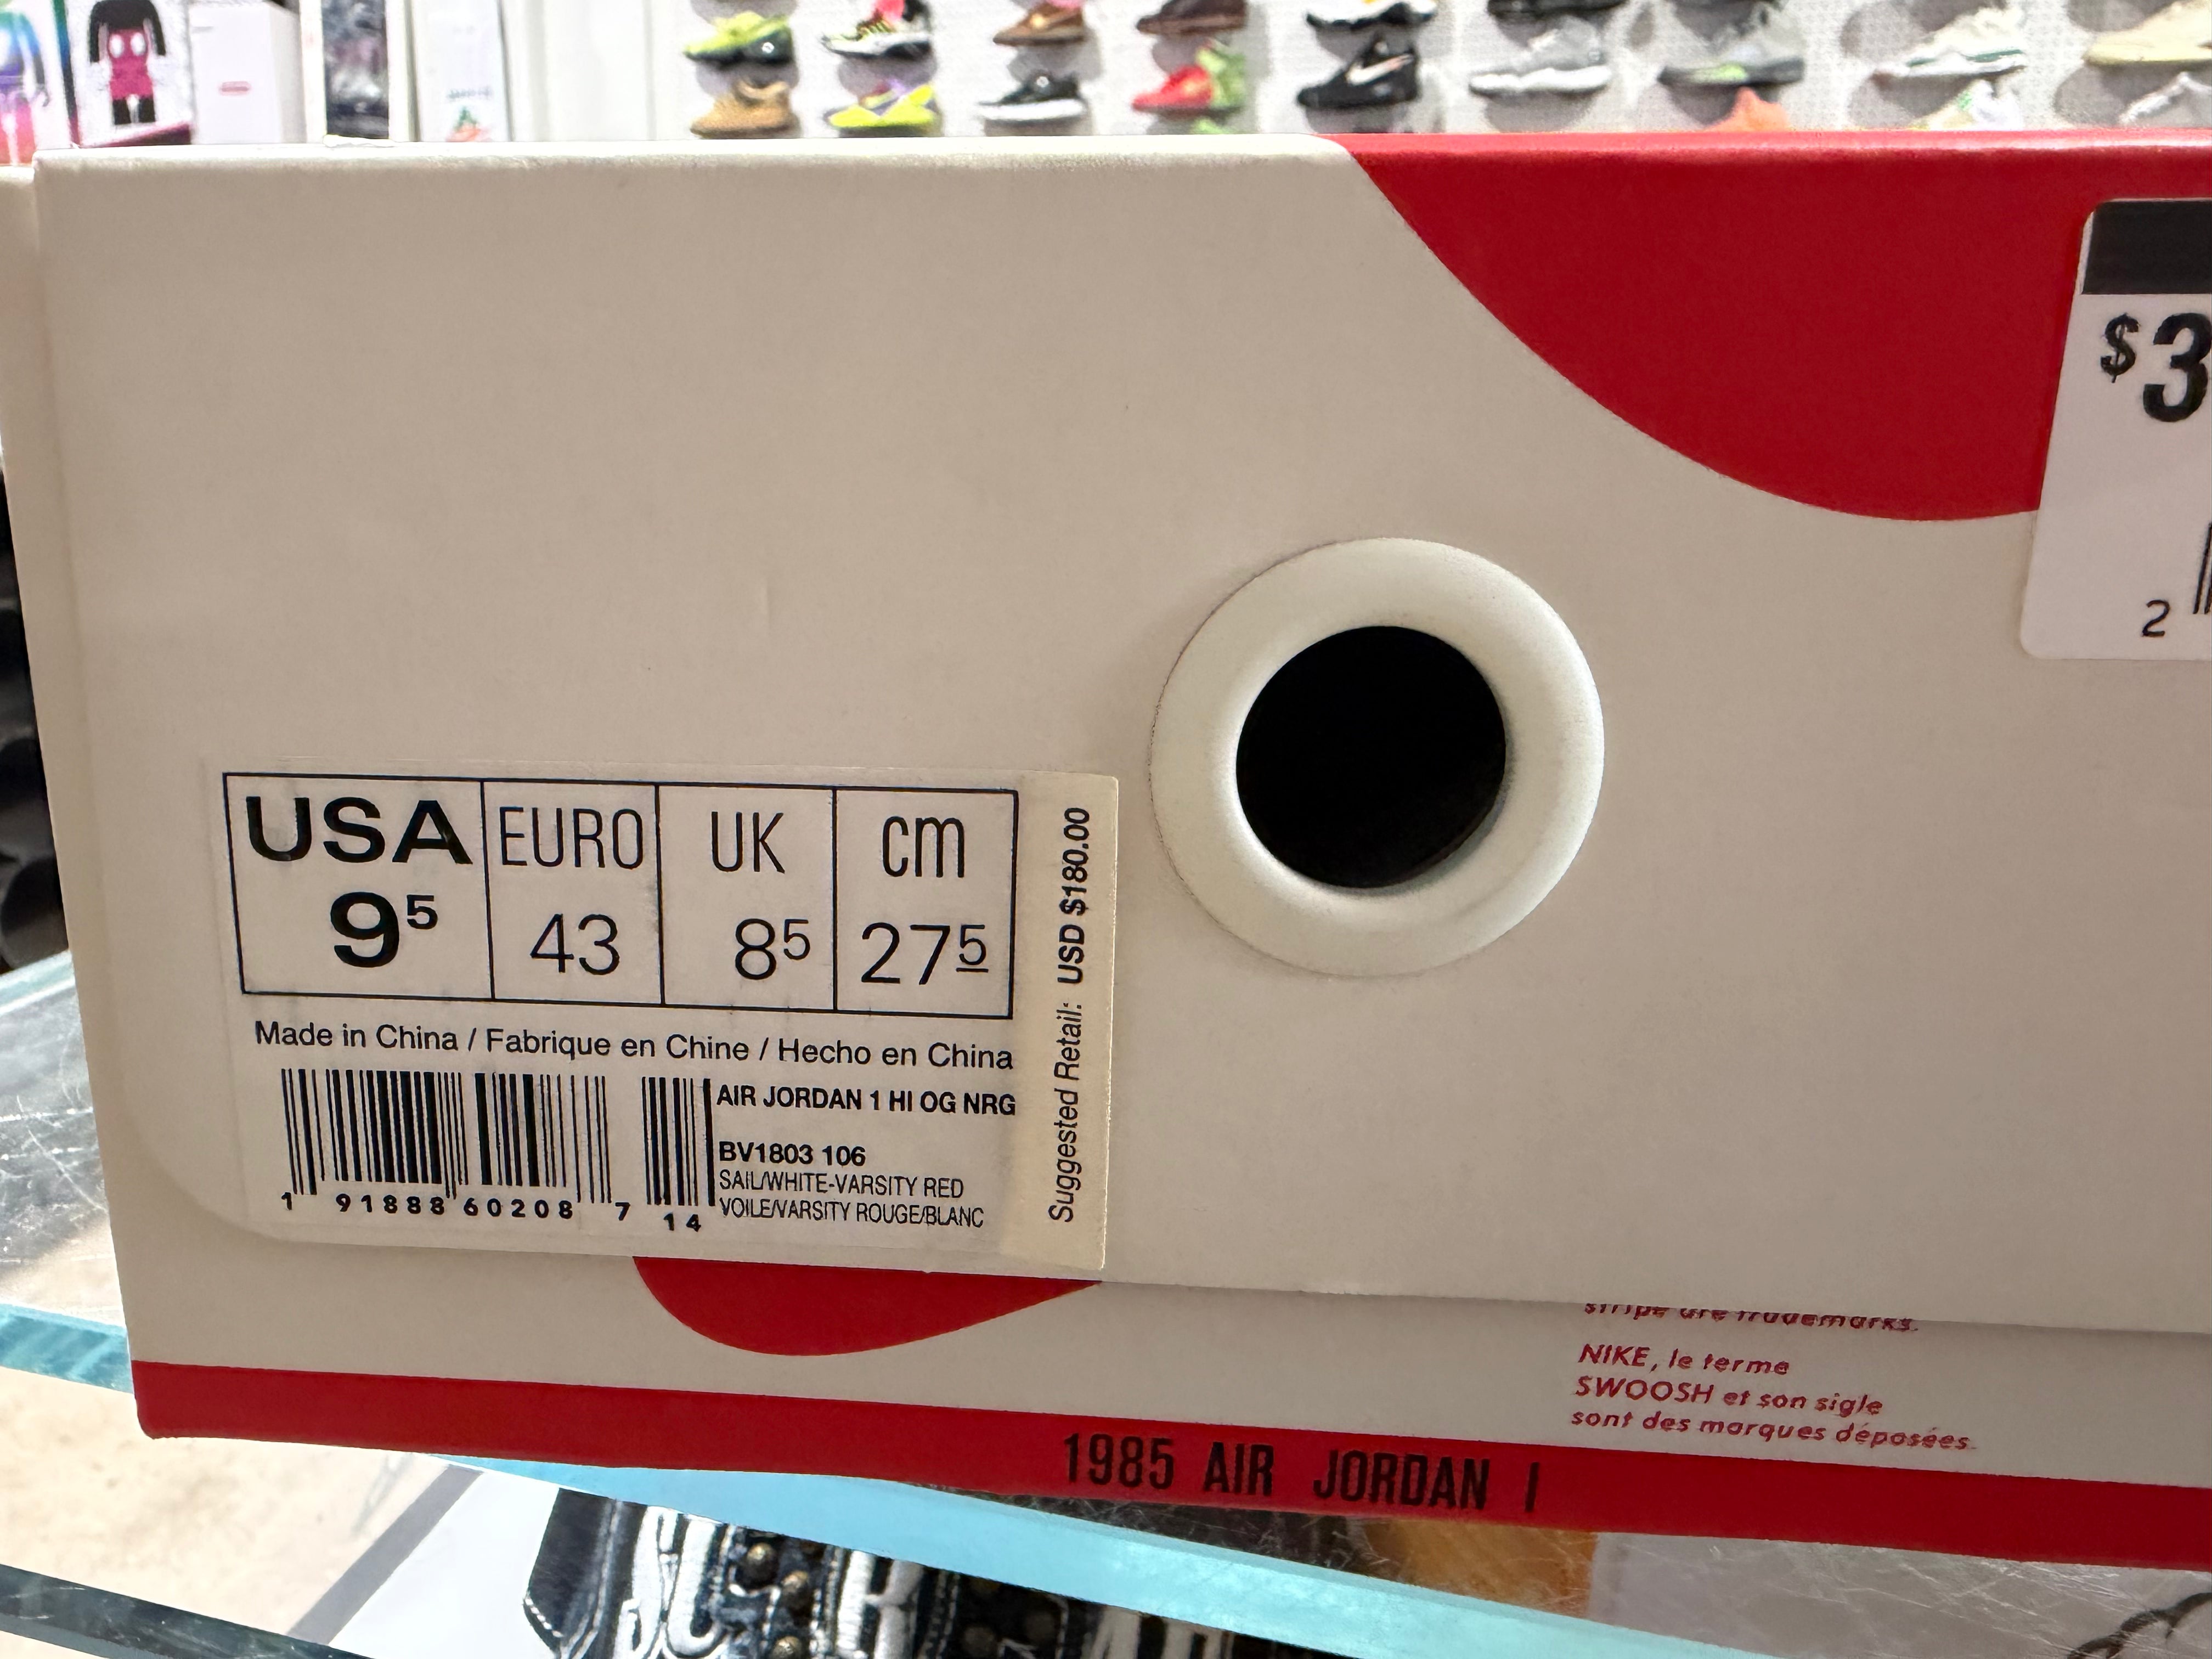 $3
2
USA EURO UK cm
9⁵ 43 8⁵ 27⁵
Suggested Retail: USD $180.00
Made in China / Fabrique en Chine / Hecho en China
AIR JORDAN 1 HI OG NRG
BV1803 106
SAIL/WHITE-VARSITY RED
VOILE/VARSITY ROUGE/BLANC
1 91888 60208 7 14
stripe are trademarks.
NIKE, le terme
SWOOSH et son sigle
sont des marques déposées.
1985 AIR JORDAN I